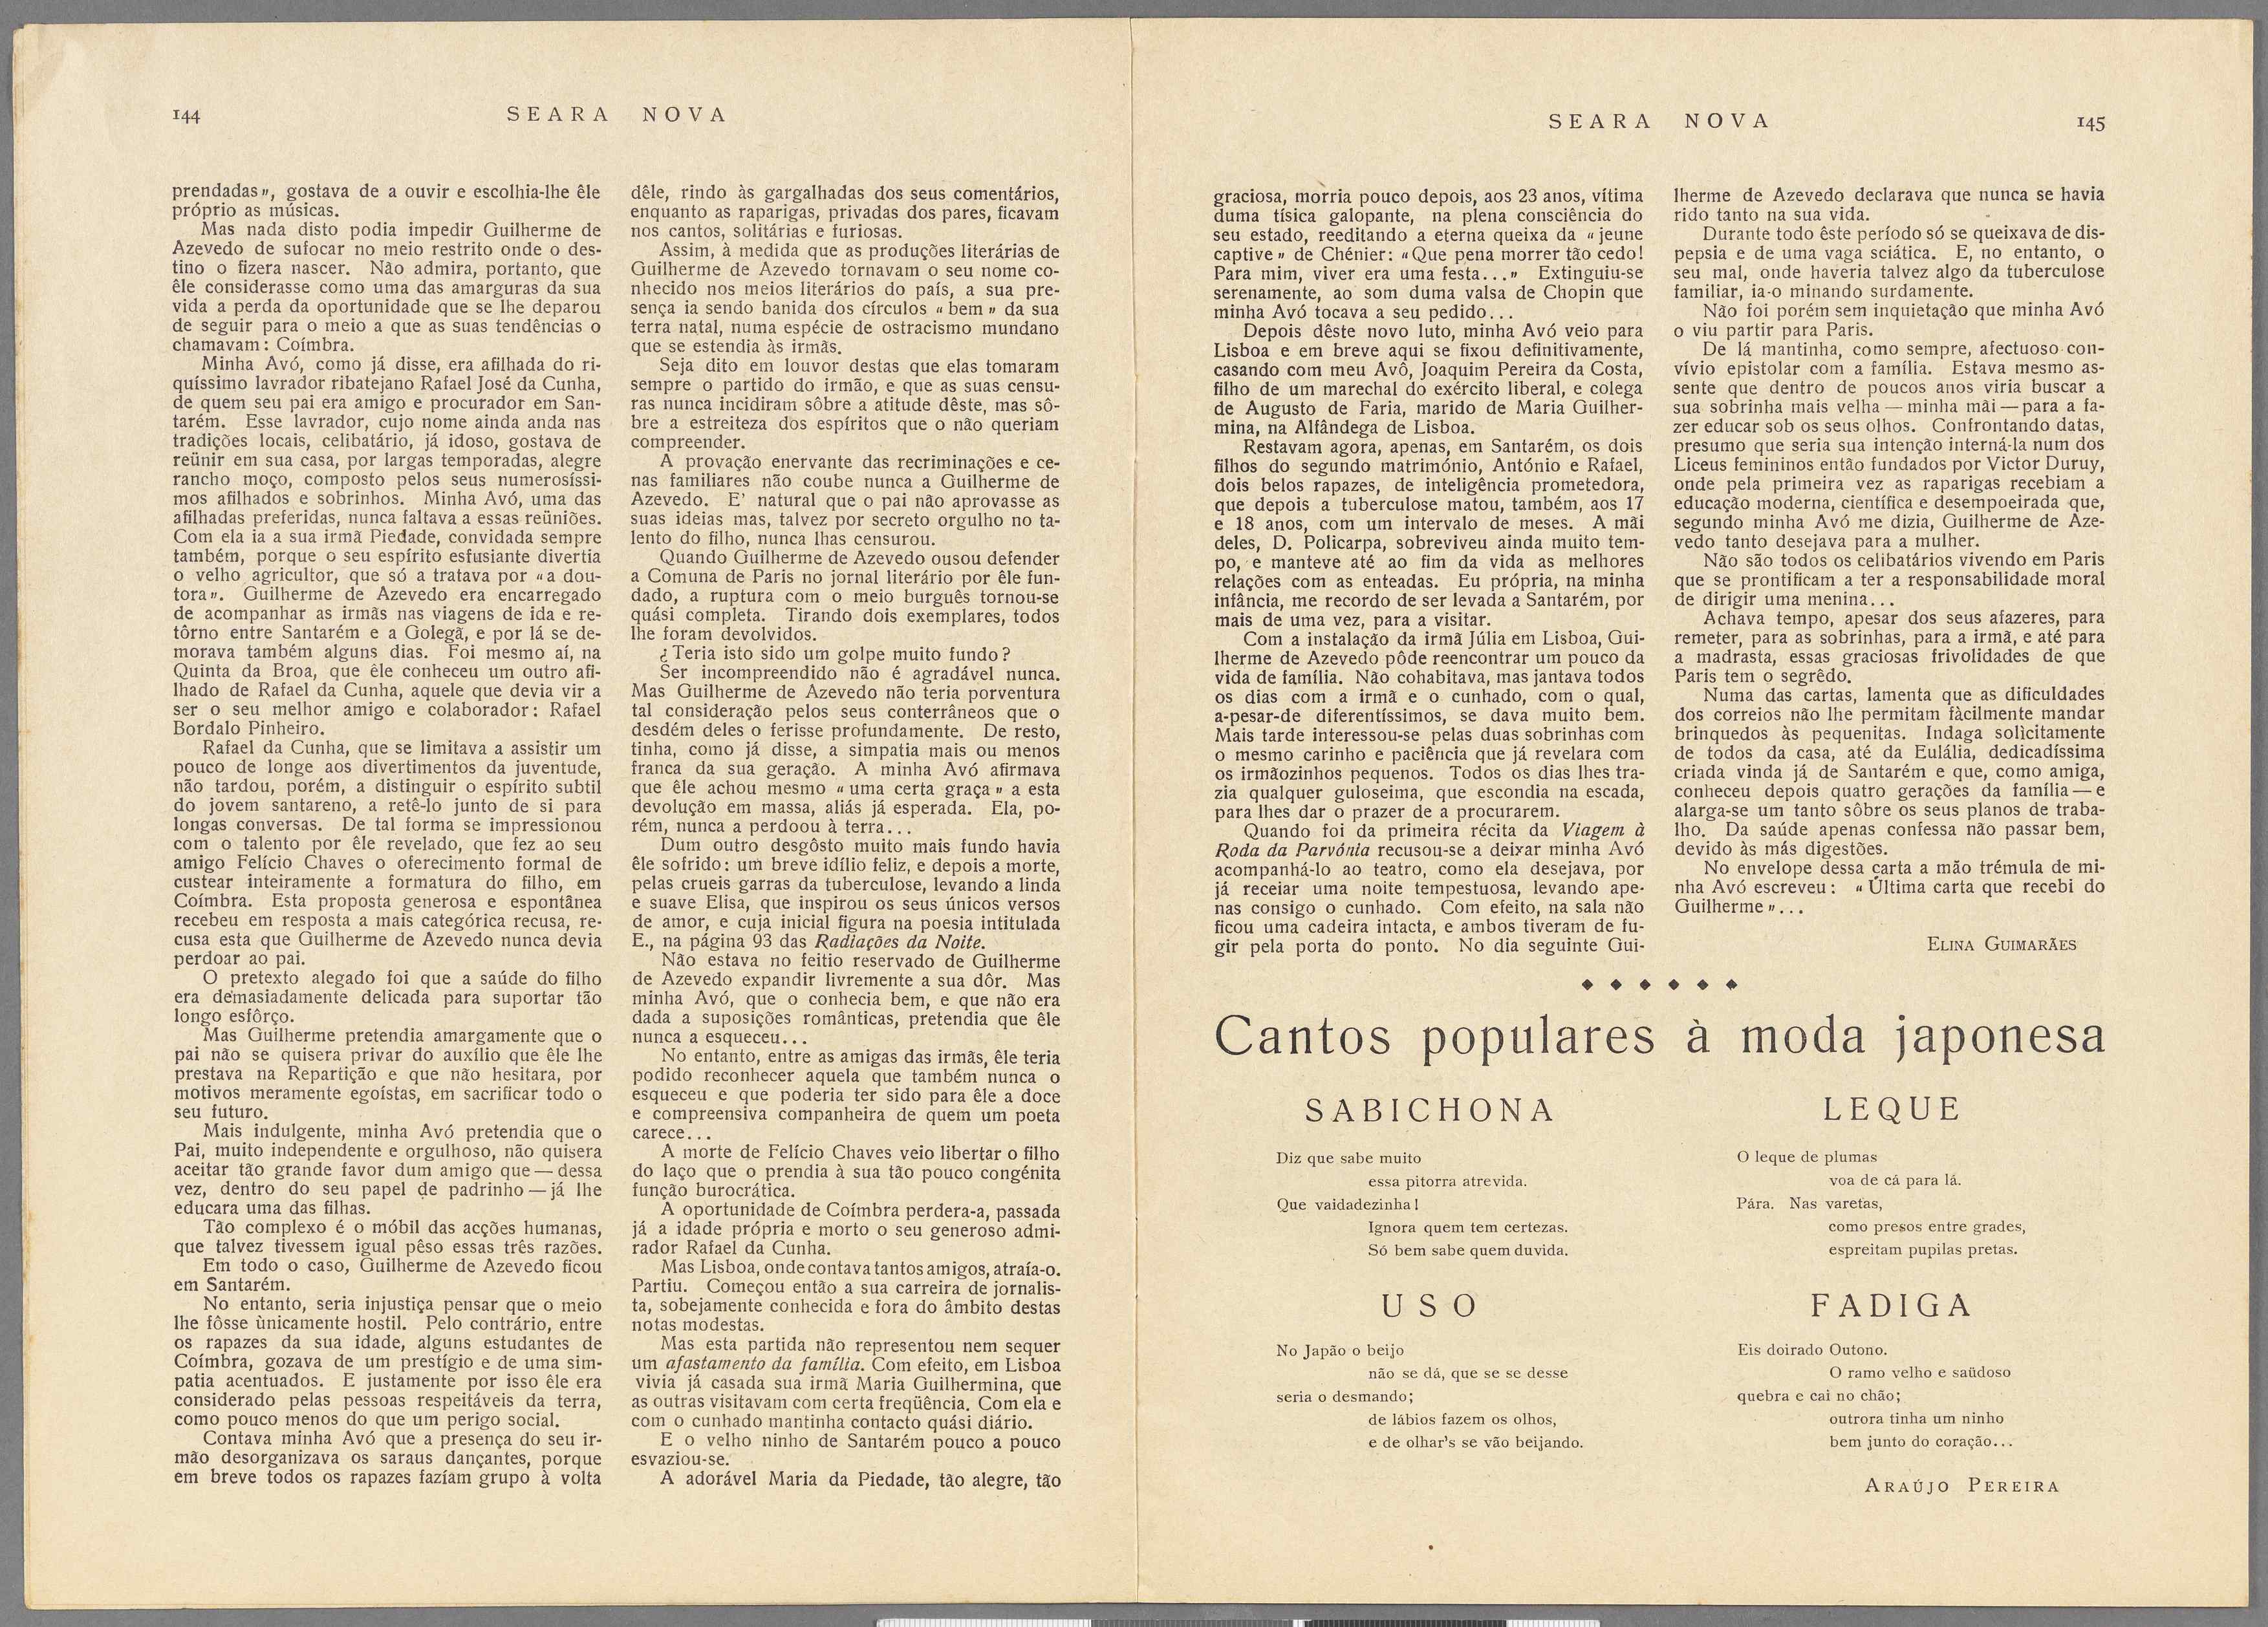 144
SEARA NOVA
prendadas», gostava de a ouvir e escolhia-lhe êle
próprio as músicas.
Mas nada disto podia impedir Guilherme de
Azevedo de sufocar no meio restrito onde o des-
tino o fizera nascer. Não admira, portanto, que
êle considerasse como uma das amarguras da sua
vida a perda da oportunidade que se lhe deparou
de seguir para o meio a que as suas tendências o
chamavam: Coímbra.
Minha Avó, como já disse, era afilhada do ri-
quíssimo lavrador ribatejano Rafael José da Cunha,
de quem seu pai era amigo e procurador em San-
tarém. Esse lavrador, cujo nome ainda anda nas
tradições locais, celibatário, já idoso, gostava de
reünir em sua casa, por largas temporadas, alegre
rancho moço, composto pelos seus numerosíssi-
mos afilhados e sobrinhos. Minha Avó, uma das
afilhadas preferidas, nunca faltava a essas reüniões.
Com ela ia a sua irmã Piedade, convidada sempre
também, porque o seu espírito esfusiante divertia
o velho agricultor, que só a tratava por «a dou-
tora». Guilherme de Azevedo era encarregado
de acompanhar as irmãs nas viagens de ida e re-
tôrno entre Santarém e a Golegã, e por lá se de-
morava também alguns dias. Foi mesmo aí, na
Quinta da Broa, que êle conheceu um outro afi-
lhado de Rafael da Cunha, aquele que devia vir a
ser o seu melhor amigo e colaborador: Rafael
Bordalo Pinheiro.
Rafael da Cunha, que se limitava a assistir um
pouco de longe aos divertimentos da juventude,
não tardou, porém, a distinguir o espírito subtil
do jovem santareno, a retê-lo junto de si para
longas conversas. De tal forma se impressionou
com o talento por êle revelado, que fez ao seu
amigo Felício Chaves o oferecimento formal de
custear inteiramente a formatura do filho, em
Coímbra. Esta proposta generosa e espontânea
recebeu em resposta a mais categórica recusa, re-
cusa esta que Guilherme de Azevedo nunca devia
perdoar ao pai.
O pretexto alegado foi que a saúde do filho
era demasiadamente delicada para suportar tão
longo esfôrço.
Mas Guilherme pretendia amargamente que o
pai não se quisera privar do auxílio que êle lhe
prestava na Repartição e que não hesitara, por
motivos meramente egoístas, em sacrificar todo o
seu futuro.
Mais indulgente, minha Avó pretendia que o
Pai, muito independente e orgulhoso, não quisera
aceitar tão grande favor dum amigo que — dessa
vez, dentro do seu papel de padrinho — já lhe
educara uma das filhas.
Tão complexo é o móbil das acções humanas,
que talvez tivessem igual pêso essas três razões.
Em todo o caso, Guilherme de Azevedo ficou
em Santarém.
No entanto, seria injustiça pensar que o meio
lhe fôsse ùnicamente hostil. Pelo contrário, entre
os rapazes da sua idade, alguns estudantes de
Coímbra, gozava de um prestígio e de uma sim-
patia acentuados. E justamente por isso êle era
considerado pelas pessoas respeitáveis da terra,
como pouco menos do que um perigo social.
Contava minha Avó que a presença do seu ir-
mão desorganizava os saraus dançantes, porque
em breve todos os rapazes fazíam grupo à volta
dêle, rindo às gargalhadas dos seus comentários,
enquanto as raparigas, privadas dos pares, ficavam
nos cantos, solitárias e furiosas.
Assim, à medida que as produções literárias de
Guilherme de Azevedo tornavam o seu nome co-
nhecido nos meios literários do país, a sua pre-
sença ia sendo banida dos círculos «bem» da sua
terra natal, numa espécie de ostracismo mundano
que se estendia às irmãs.
Seja dito em louvor destas que elas tomaram
sempre o partido do irmão, e que as suas censu-
ras nunca incidiram sôbre a atitude dêste, mas sô-
bre a estreiteza dos espíritos que o não queriam
compreender.
A provação enervante das recriminações e ce-
nas familiares não coube nunca a Guilherme de
Azevedo. E' natural que o pai não aprovasse as
suas ideias mas, talvez por secreto orgulho no ta-
lento do filho, nunca lhas censurou.
Quando Guilherme de Azevedo ousou defender
a Comuna de Paris no jornal literário por êle fun-
dado, a ruptura com o meio burguês tornou-se
quási completa. Tirando dois exemplares, todos
lhe foram devolvidos.
¿Teria isto sido um golpe muito fundo?
Ser incompreendido não é agradável nunca.
Mas Guilherme de Azevedo não teria porventura
tal consideração pelos seus conterrâneos que o
desdém deles o ferisse profundamente. De resto,
tinha, como já disse, a simpatia mais ou menos
franca da sua geração. A minha Avó afirmava
que êle achou mesmo «uma certa graça» a esta
devolução em massa, aliás já esperada. Ela, po-
rém, nunca a perdoou à terra...
Dum outro desgôsto muito mais fundo havia
êle sofrido: um breve idílio feliz, e depois a morte,
pelas crueis garras da tuberculose, levando a linda
e suave Elisa, que inspirou os seus únicos versos
de amor, e cuja inicial figura na poesia intitulada
E., na página 93 das Radiações da Noite.
Não estava no feitio reservado de Guilherme
de Azevedo expandir livremente a sua dôr. Mas
minha Avó, que o conhecia bem, e que não era
dada a suposições românticas, pretendia que êle
nunca a esqueceu...
No entanto, entre as amigas das irmãs, êle teria
podido reconhecer aquela que também nunca o
esqueceu e que poderia ter sido para êle a doce
e compreensiva companheira de quem um poeta
carece...
A morte de Felício Chaves veio libertar o filho
do laço que o prendia à sua tão pouco congénita
função burocrática.
A oportunidade de Coímbra perdera-a, passada
já a idade própria e morto o seu generoso admi-
rador Rafael da Cunha.
Mas Lisboa, onde contava tantos amigos, atraía-o.
Partiu. Começou então a sua carreira de jornalis-
ta, sobejamente conhecida e fora do âmbito destas
notas modestas.
Mas esta partida não representou nem sequer
um afastamento da família. Com efeito, em Lisboa
vivia já casada sua irmã Maria Guilhermina, que
as outras visitavam com certa freqüência. Com ela e
com o cunhado mantinha contacto quási diário.
E o velho ninho de Santarém pouco a pouco
esvaziou-se.
A adorável Maria da Piedade, tão alegre, tão
SEARA NOVA
145
graciosa, morria pouco depois, aos 23 anos, vítima
duma tísica galopante, na plena consciência do
seu estado, reeditando a eterna queixa da «jeune
captive» de Chénier: «Que pena morrer tão cedo!
Para mim, viver era uma festa...» Extinguiu-se
serenamente, ao som duma valsa de Chopin que
minha Avó tocava a seu pedido...
Depois dêste novo luto, minha Avó veio para
Lisboa e em breve aqui se fixou definitivamente,
casando com meu Avô, Joaquim Pereira da Costa,
filho de um marechal do exército liberal, e colega
de Augusto de Faria, marido de Maria Guilher-
mina, na Alfândega de Lisboa.
Restavam agora, apenas, em Santarém, os dois
filhos do segundo matrimónio, António e Rafael,
dois belos rapazes, de inteligência prometedora,
que depois a tuberculose matou, também, aos 17
e 18 anos, com um intervalo de meses. A mãi
deles, D. Policarpa, sobreviveu ainda muito tem-
po, e manteve até ao fim da vida as melhores
relações com as enteadas. Eu própria, na minha
infância, me recordo de ser levada a Santarém, por
mais de uma vez, para a visitar.
Com a instalação da irmã Júlia em Lisboa, Gui-
lherme de Azevedo pôde reencontrar um pouco da
vida de família. Não cohabitava, mas jantava todos
os dias com a irmã e o cunhado, com o qual,
a-pesar-de diferentíssimos, se dava muito bem.
Mais tarde interessou-se pelas duas sobrinhas com
o mesmo carinho e paciência que já revelara com
os irmãozinhos pequenos. Todos os dias lhes tra-
zia qualquer guloseima, que escondia na escada,
para lhes dar o prazer de a procurarem.
Quando foi da primeira récita da Viagem à
Roda da Parvónia recusou-se a deixar minha Avó
acompanhá-lo ao teatro, como ela desejava, por
já recear uma noite tempestuosa, levando ape-
nas consigo o cunhado. Com efeito, na sala não
ficou uma cadeira intacta, e ambos tiveram de fu-
gir pela porta do ponto. No dia seguinte Gui-
lherme de Azevedo declarava que nunca se havia
rido tanto na sua vida.
Durante todo êste período só se queixava de dis-
pepsia e de uma vaga sciática. E, no entanto, o
seu mal, onde haveria talvez algo da tuberculose
familiar, ia-o minando surdamente.
Não foi porém sem inquietação que minha Avó
o viu partir para Paris.
De lá mantinha, como sempre, afectuoso con-
vívio epistolar com a família. Estava mesmo as-
sente que dentro de poucos anos viria buscar a
sua sobrinha mais velha — minha mãi — para a fa-
zer educar sob os seus olhos. Confrontando datas,
presumo que seria sua intenção interná-la num dos
Liceus femininos então fundados por Victor Duruy,
onde pela primeira vez as raparigas recebiam a
educação moderna, científica e desempoeirada que,
segundo minha Avó me dizia, Guilherme de Aze-
vedo tanto desejava para a mulher.
Não são todos os celibatários vivendo em Paris
que se prontificam a ter a responsabilidade moral
de dirigir uma menina...
Achava tempo, apesar dos seus afazeres, para
remeter, para as sobrinhas, para a irmã, e até para
a madrasta, essas graciosas frivolidades de que
Paris tem o segrêdo.
Numa das cartas, lamenta que as dificuldades
dos correios não lhe permitam fàcilmente mandar
brinquedos às pequenitas. Indaga solìcitamente
de todos da casa, até da Eulália, dedicadíssima
criada vinda já de Santarém e que, como amiga,
conheceu depois quatro gerações da família — e
alarga-se um tanto sôbre os seus planos de traba-
lho. Da saúde apenas confessa não passar bem,
devido às más digestões.
No envelope dessa carta a mão trémula de mi-
nha Avó escreveu: «Última carta que recebi do
Guilherme»...
ELINA GUIMARÃES
Cantos populares à moda japonesa
SABICHONA
Diz que sabe muito
essa pitorra atrevida.
Que vaidadezinha!
Ignora quem tem certezas.
Só bem sabe quem duvida.
USO
No Japão o beijo
não se dá, que se se desse
seria o desmando;
de lábios fazem os olhos,
e de olhar's se vão beijando.
LEQUE
O leque de plumas
voa de cá para lá.
Pára. Nas varetas,
como presos entre grades,
espreitam pupilas pretas.
FADIGA
Eis doirado Outono.
O ramo velho e saüdoso
quebra e cai no chão;
outrora tinha um ninho
bem junto do coração...
ARAÚJO PEREIRA